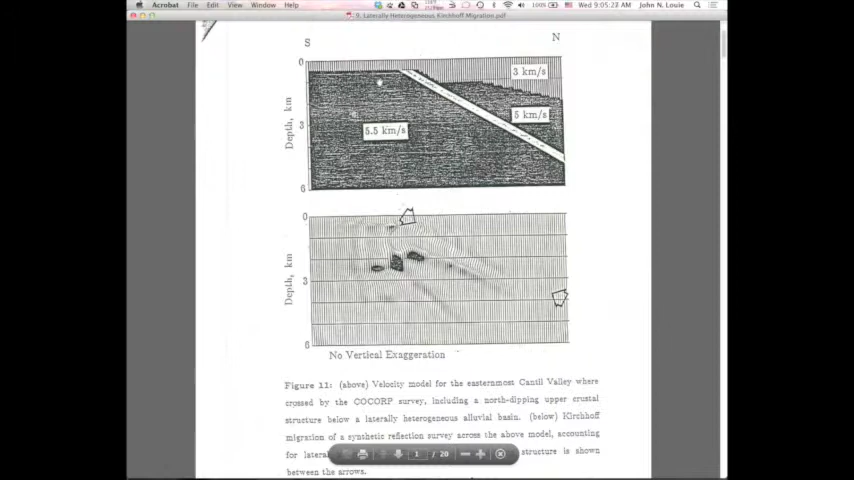 Acrobat File Edit View Window Help
100% Wed 9:05:23 AM John N. Louie
9. Laterally Heterogeneous Kirchhoff Migration.pdf
S N
0
3 km/s
5 km/s
3
5.5 km/s
6
Depth, km
0
3
6
Depth, km
No Vertical Exaggeration
Figure 11: (above) Velocity model for the easternmost Cantil Valley where
crossed by the COCORP survey, including a north-dipping upper crustal
structure below a laterally heterogeneous alluvial basin. (below) Kirchhoff
migration of a synthetic reflection survey across the above model, accounting
for latera structure is shown
1 / 20
between the arrows.